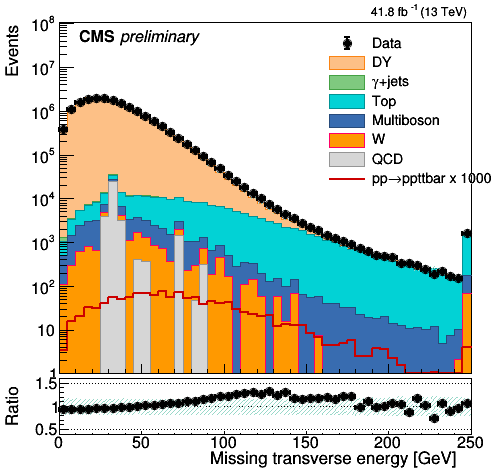 41.8 fb⁻¹ (13 TeV)
CMS preliminary
Events
10⁸
10⁷
10⁶
10⁵
10⁴
10³
10²
10
1
Data
DY
γ+jets
Top
Multiboson
W
QCD
pp→ppttbar x 1000
Ratio
1.5
1
0.5
0 50 100 150 200 250
Missing transverse energy [GeV]